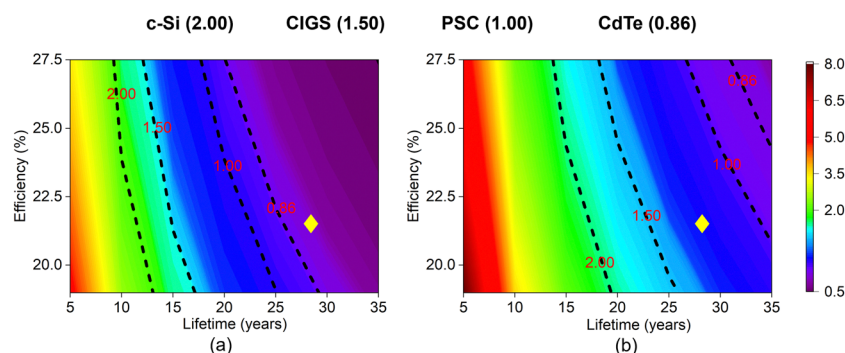 c-Si (2.00) CIGS (1.50) PSC (1.00) CdTe (0.86)
27.5 27.5 8.0
2.00 0.86 6.5
25.0 1.50 25.0 5.0
Efficiency (%) 1.00 Efficiency (%) 1.00 3.5
22.5 0.86 22.5 1.50 2.0
20.0 20.0 2.00
0.5
5 10 15 20 25 30 35 5 10 15 20 25 30 35
Lifetime (years) Lifetime (years)
(a) (b)